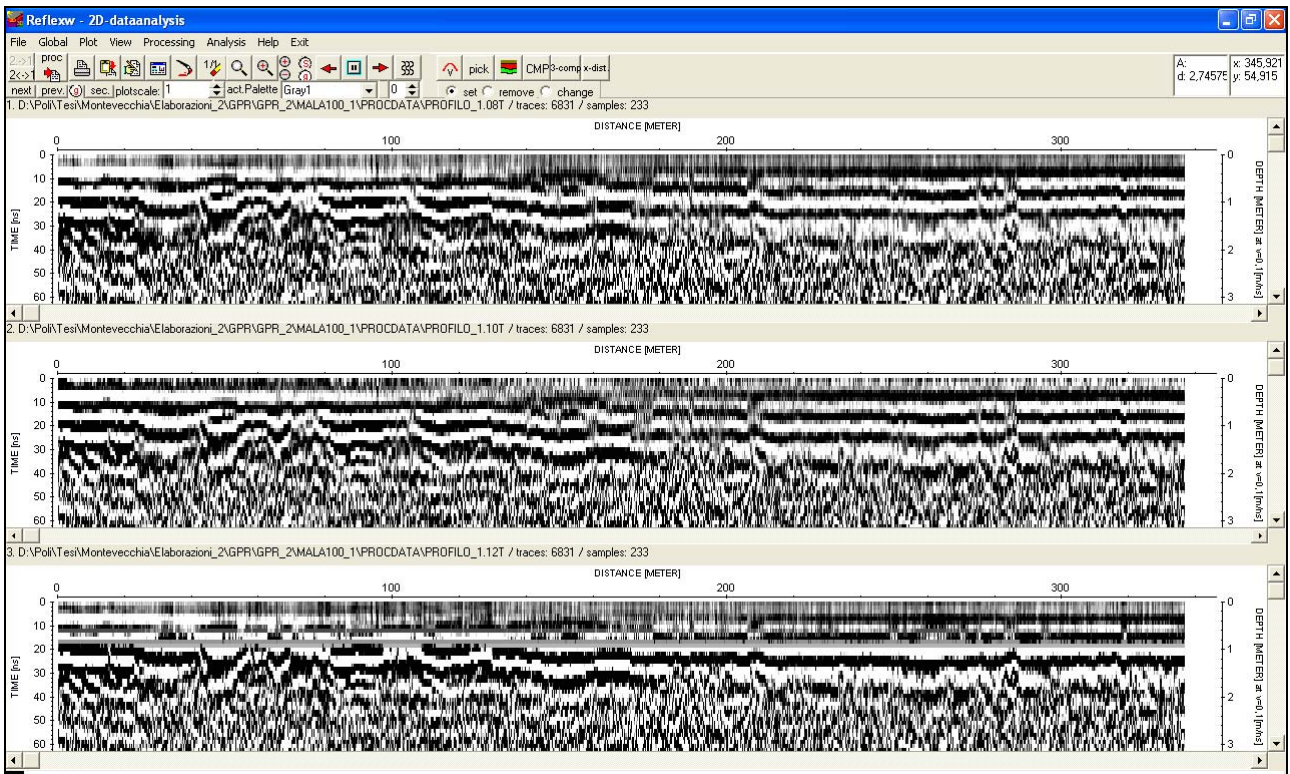 Reflexw - 2D-dataanalysis
File Global Plot View Processing Analysis Help Exit
2->1 proc
2<->1 1/2 pick CMP 3-comp x-dist.
A: x: 345,921
d: 2,74575 y: 54,915
next prev. (g) sec. plotscale: 1 act.Palette Gray1 0 set remove change
1. D:\Poli\Tesi\Montevecchia\Elaborazioni_2\GPR\GPR_2\MALA100_1\PROCDATA\PROFILO_1.08T / traces: 6831 / samples: 233
DISTANCE [METER]
0 100 200 300
0 10 20 30 40 50 60
TIME [ns]
0 1 2 3
DEPTH [METER] at v=0,1[m/ns]
2. D:\Poli\Tesi\Montevecchia\Elaborazioni_2\GPR\GPR_2\MALA100_1\PROCDATA\PROFILO_1.10T / traces: 6831 / samples: 233
DISTANCE [METER]
0 100 200 300
0 10 20 30 40 50 60
TIME [ns]
0 1 2 3
DEPTH [METER] at v=0,1[m/ns]
3. D:\Poli\Tesi\Montevecchia\Elaborazioni_2\GPR\GPR_2\MALA100_1\PROCDATA\PROFILO_1.12T / traces: 6831 / samples: 233
DISTANCE [METER]
0 100 200 300
0 10 20 30 40 50 60
TIME [ns]
0 1 2 3
DEPTH [METER] at v=0,1[m/ns]